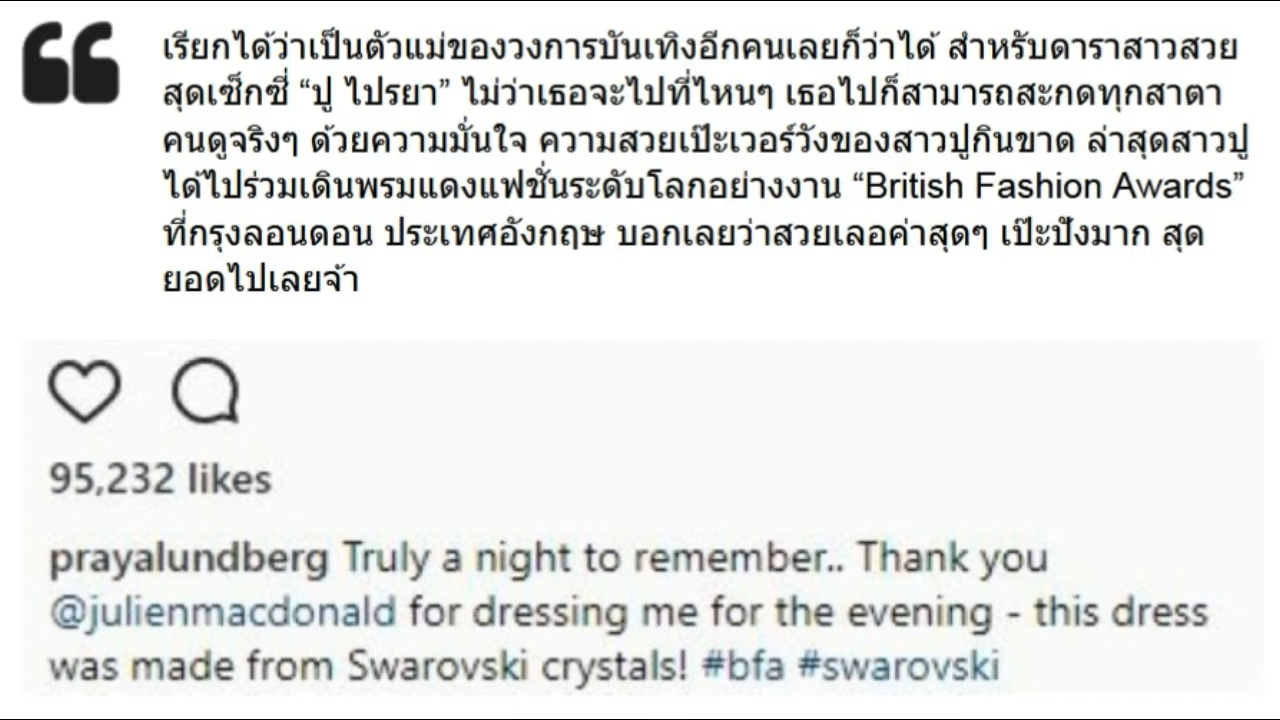 เรียกได้ว่าเป็นตัวแม่ของวงการบันเทิงอีกคนเลยก็ว่าได้ สำหรับดาราสาวสวย
สุดเซ็กซี่ “ปู ไปรยา” ไม่ว่าเธอจะไปที่ไหนๆ เธอไปก็สามารถสะกดทุกสาตา
คนดูจริงๆ ด้วยความมั่นใจ ความสวยเป๊ะเวอร์วังของสาวปูกินขาด ล่าสุดสาวปู
ได้ไปร่วมเดินพรมแดงแฟชั่นระดับโลกอย่างงาน “British Fashion Awards”
ที่กรุงลอนดอน ประเทศอังกฤษ บอกเลยว่าสวยเลอค่าสุดๆ เป๊ะปังมาก สุด
ยอดไปเลยจ้า
95,232 likes
prayalundberg Truly a night to remember.. Thank you
@julienmacdonald for dressing me for the evening - this dress
was made from Swarovski crystals! #bfa #swarovski